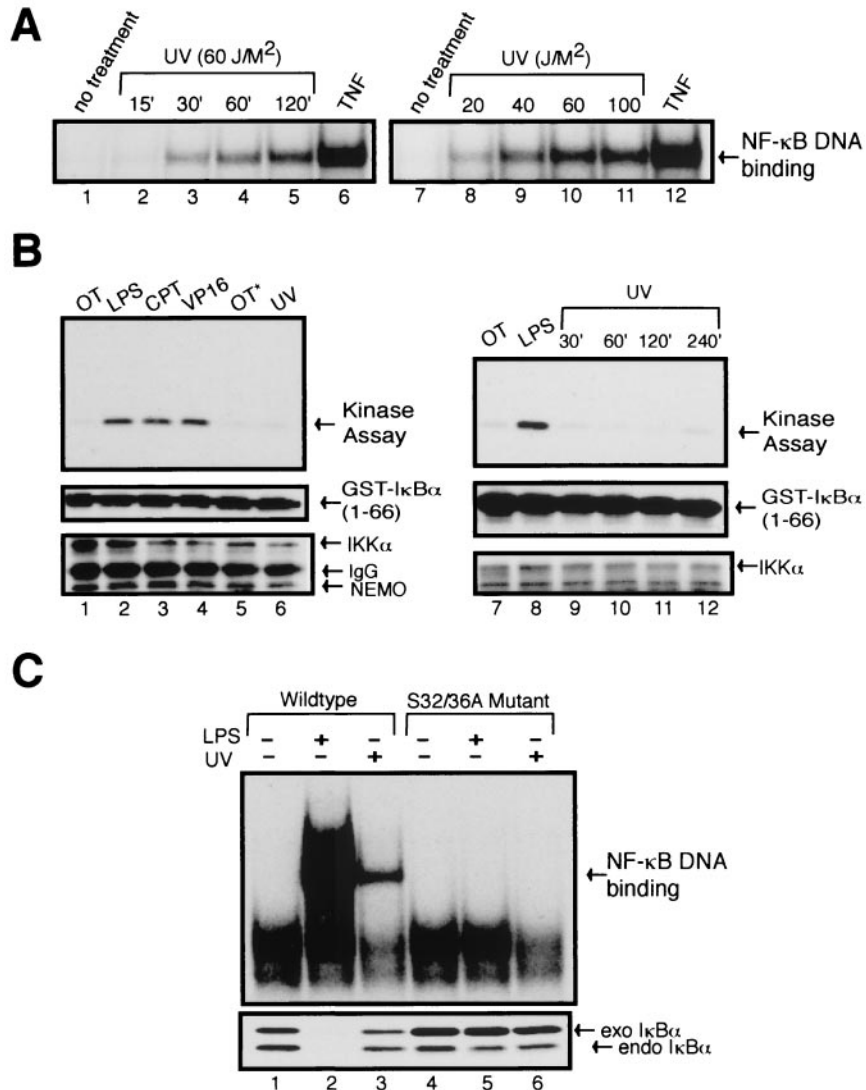 A
no treatment UV (60 J/M²) TNF no treatment UV (J/M²) TNF
15' 30' 60' 120' 20 40 60 100
←NF-κB DNA binding
1 2 3 4 5 6 7 8 9 10 11 12
B
OT LPS CPT VP16 OT* UV
← Kinase Assay
←GST-IκBα (1-66)
← IKKα
← IgG
← NEMO
1 2 3 4 5 6
OT LPS UV
30' 60' 120' 240'
← Kinase Assay
← GST-IκBα (1-66)
←IKKα
7 8 9 10 11 12
C
Wildtype S32/36A Mutant
LPS - + - - + -
UV - - + - - +
←NF-κB DNA binding
← exo IκBα
← endo IκBα
1 2 3 4 5 6